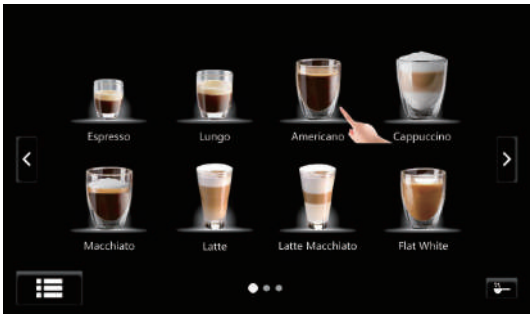 Espresso
Lungo
Americano
Cappuccino
Macchiato
Latte
Latte Macchiato
Flat White